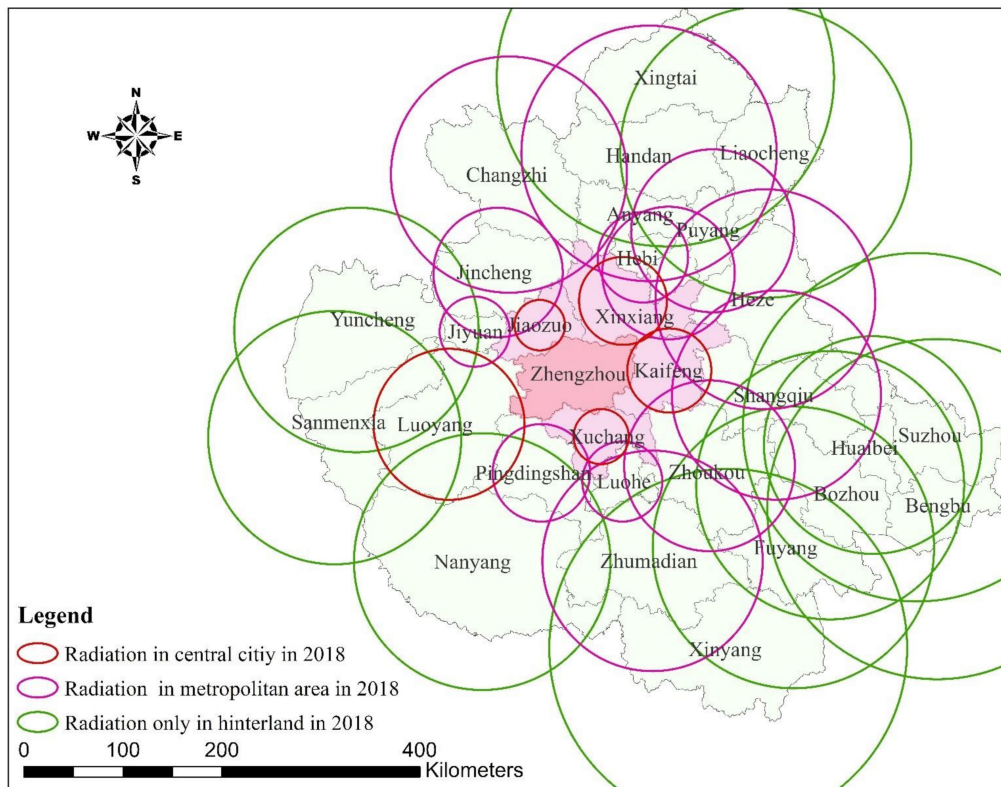 Xingtai
N
W E
S
Handan
Liaocheng
Changzhi
Anyang
Puyang
Hebi
Jincheng
Heze
Yuncheng
Jiyuan
Jiaozuo
Xinxiang
Zhengzhou
Kaifeng
Shangqiu
Sanmenxia
Luoyang
Xuchang
Suzhou
Huaibei
Pingdingshan
Luohe
Zhoukou
Bozhou
Bengbu
Nanyang
Zhumadian
Fuyang
Xinyang
Legend
Radiation in central citiy in 2018
Radiation in metropolitan area in 2018
Radiation only in hinterland in 2018
0 100 200 400
Kilometers